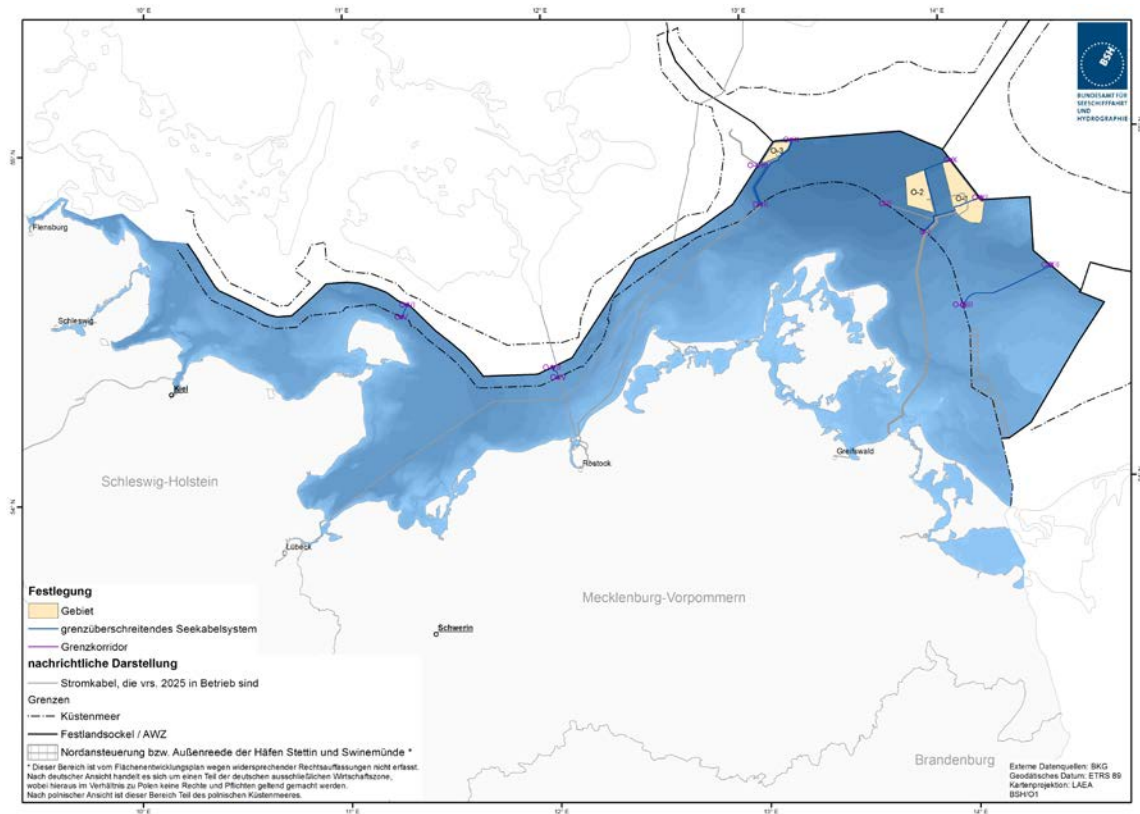 10° E
11° E
12° E
13° E
14° E
BSH
BUNDESAMT FÜR
SEESCHIFFFAHRT
UND
HYDROGRAPHIE
O-3
O-2
Flensburg
Schleswig
Kiel
Rostock
Greifswald
Lübeck
Schwerin
Schleswig-Holstein
Mecklenburg-Vorpommern
Brandenburg
54° N
Festlegung
Gebiet
grenzüberschreitendes Seekabelsystem
Grenzkorridor
nachrichtliche Darstellung
Stromkabel, die vrs. 2025 in Betrieb sind
Grenzen
Küstenmeer
Festlandsockel / AWZ
Nordansteuerung bzw. Außenreede der Häfen Stettin und Swinemünde *
* Dieser Bereich ist vom Flächenentwicklungsplan wegen widersprechender Rechtsauffassungen nicht erfasst.
Nach deutscher Ansicht handelt es sich um einen Teil der deutschen ausschließlichen Wirtschaftszone,
wobei hieraus im Verhältnis zu Polen keine Rechte und Pflichten geltend gemacht werden.
Nach polnischer Ansicht ist dieser Bereich Teil des polnischen Küstenmeeres.
Externe Datenquellen: BKG
Geodätisches Datum: ETRS 89
Kartenprojektion: LAEA
BSH/O1
10° E
11° E
12° E
13° E
14° E